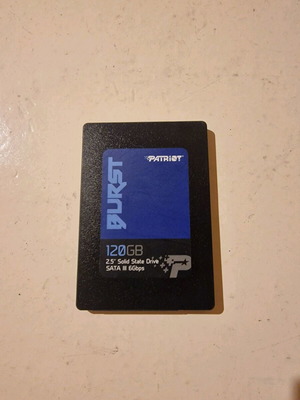 PATRIOT
BURST
120GB
2.5" Solid State Drive
SATA III 6Gbps
P